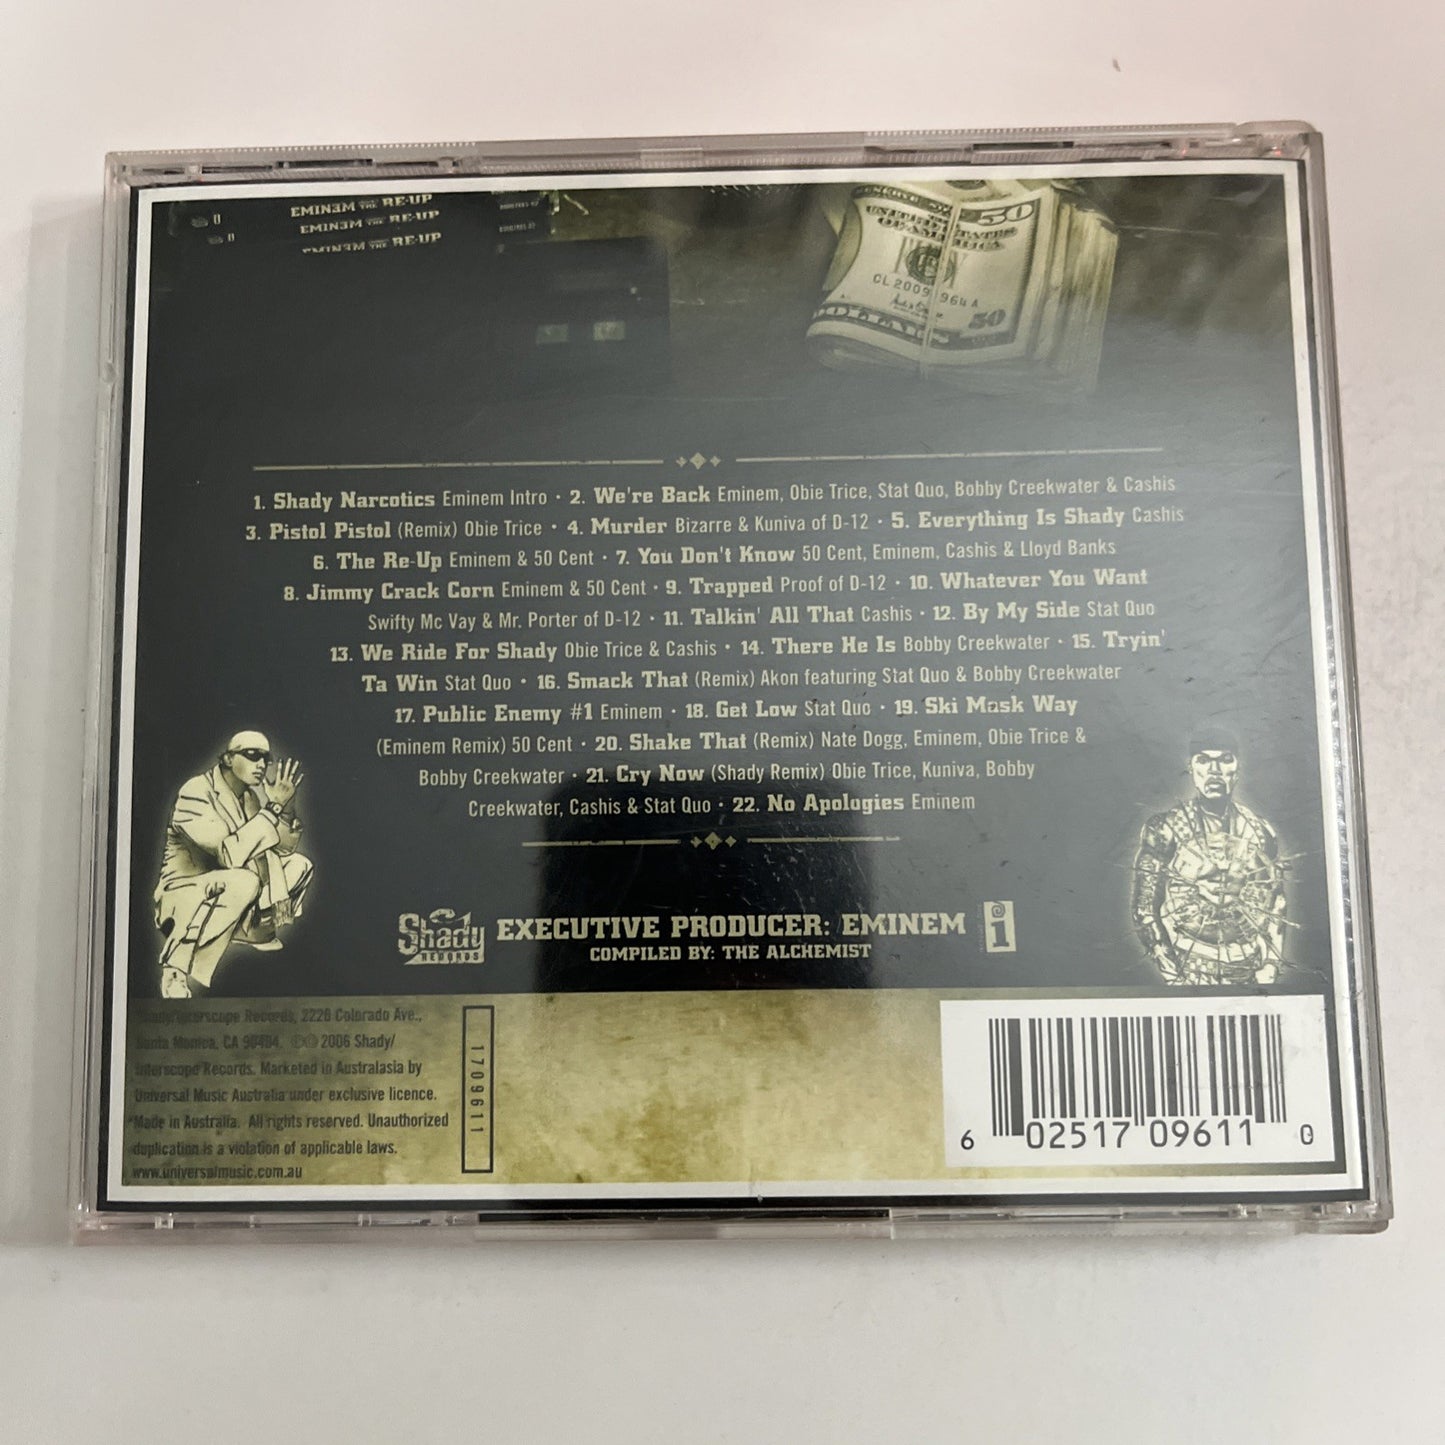 EMINƎM THE RE-UP
EMINƎM THE RE-UP
EMINƎM THE RE-UP
50
UNITED STATES
OF AMERICA
50
DOLLARS
1. Shady Narcotics Eminem Intro · 2. We're Back Eminem, Obie Trice, Stat Quo, Bobby Creekwater & Cashis
3. Pistol Pistol (Remix) Obie Trice · 4. Murder Bizarre & Kuniva of D-12 · 5. Everything Is Shady Cashis
6. The Re-Up Eminem & 50 Cent · 7. You Don't Know 50 Cent, Eminem, Cashis & Lloyd Banks
8. Jimmy Crack Corn Eminem & 50 Cent · 9. Trapped Proof of D-12 · 10. Whatever You Want
Swifty Mc Vay & Mr. Porter of D-12 · 11. Talkin' All That Cashis · 12. By My Side Stat Quo
13. We Ride For Shady Obie Trice & Cashis · 14. There He Is Bobby Creekwater · 15. Tryin'
Ta Win Stat Quo · 16. Smack That (Remix) Akon featuring Stat Quo & Bobby Creekwater
17. Public Enemy #1 Eminem · 18. Get Low Stat Quo · 19. Ski Mask Way
(Eminem Remix) 50 Cent · 20. Shake That (Remix) Nate Dogg, Eminem, Obie Trice &
Bobby Creekwater · 21. Cry Now (Shady Remix) Obie Trice, Kuniva, Bobby
Creekwater, Cashis & Stat Quo · 22. No Apologies Eminem
Shady
RECORDS
EXECUTIVE PRODUCER: EMINEM
COMPILED BY: THE ALCHEMIST
i
Shady/Interscope Records, 2220 Colorado Ave.,
Santa Monica, CA 90404. ℗© 2006 Shady/
Interscope Records. Marketed in Australasia by
Universal Music Australia under exclusive licence.
Made in Australia. All rights reserved. Unauthorized
duplication is a violation of applicable laws.
www.universalmusic.com.au
1709611
6 02517 09611 0